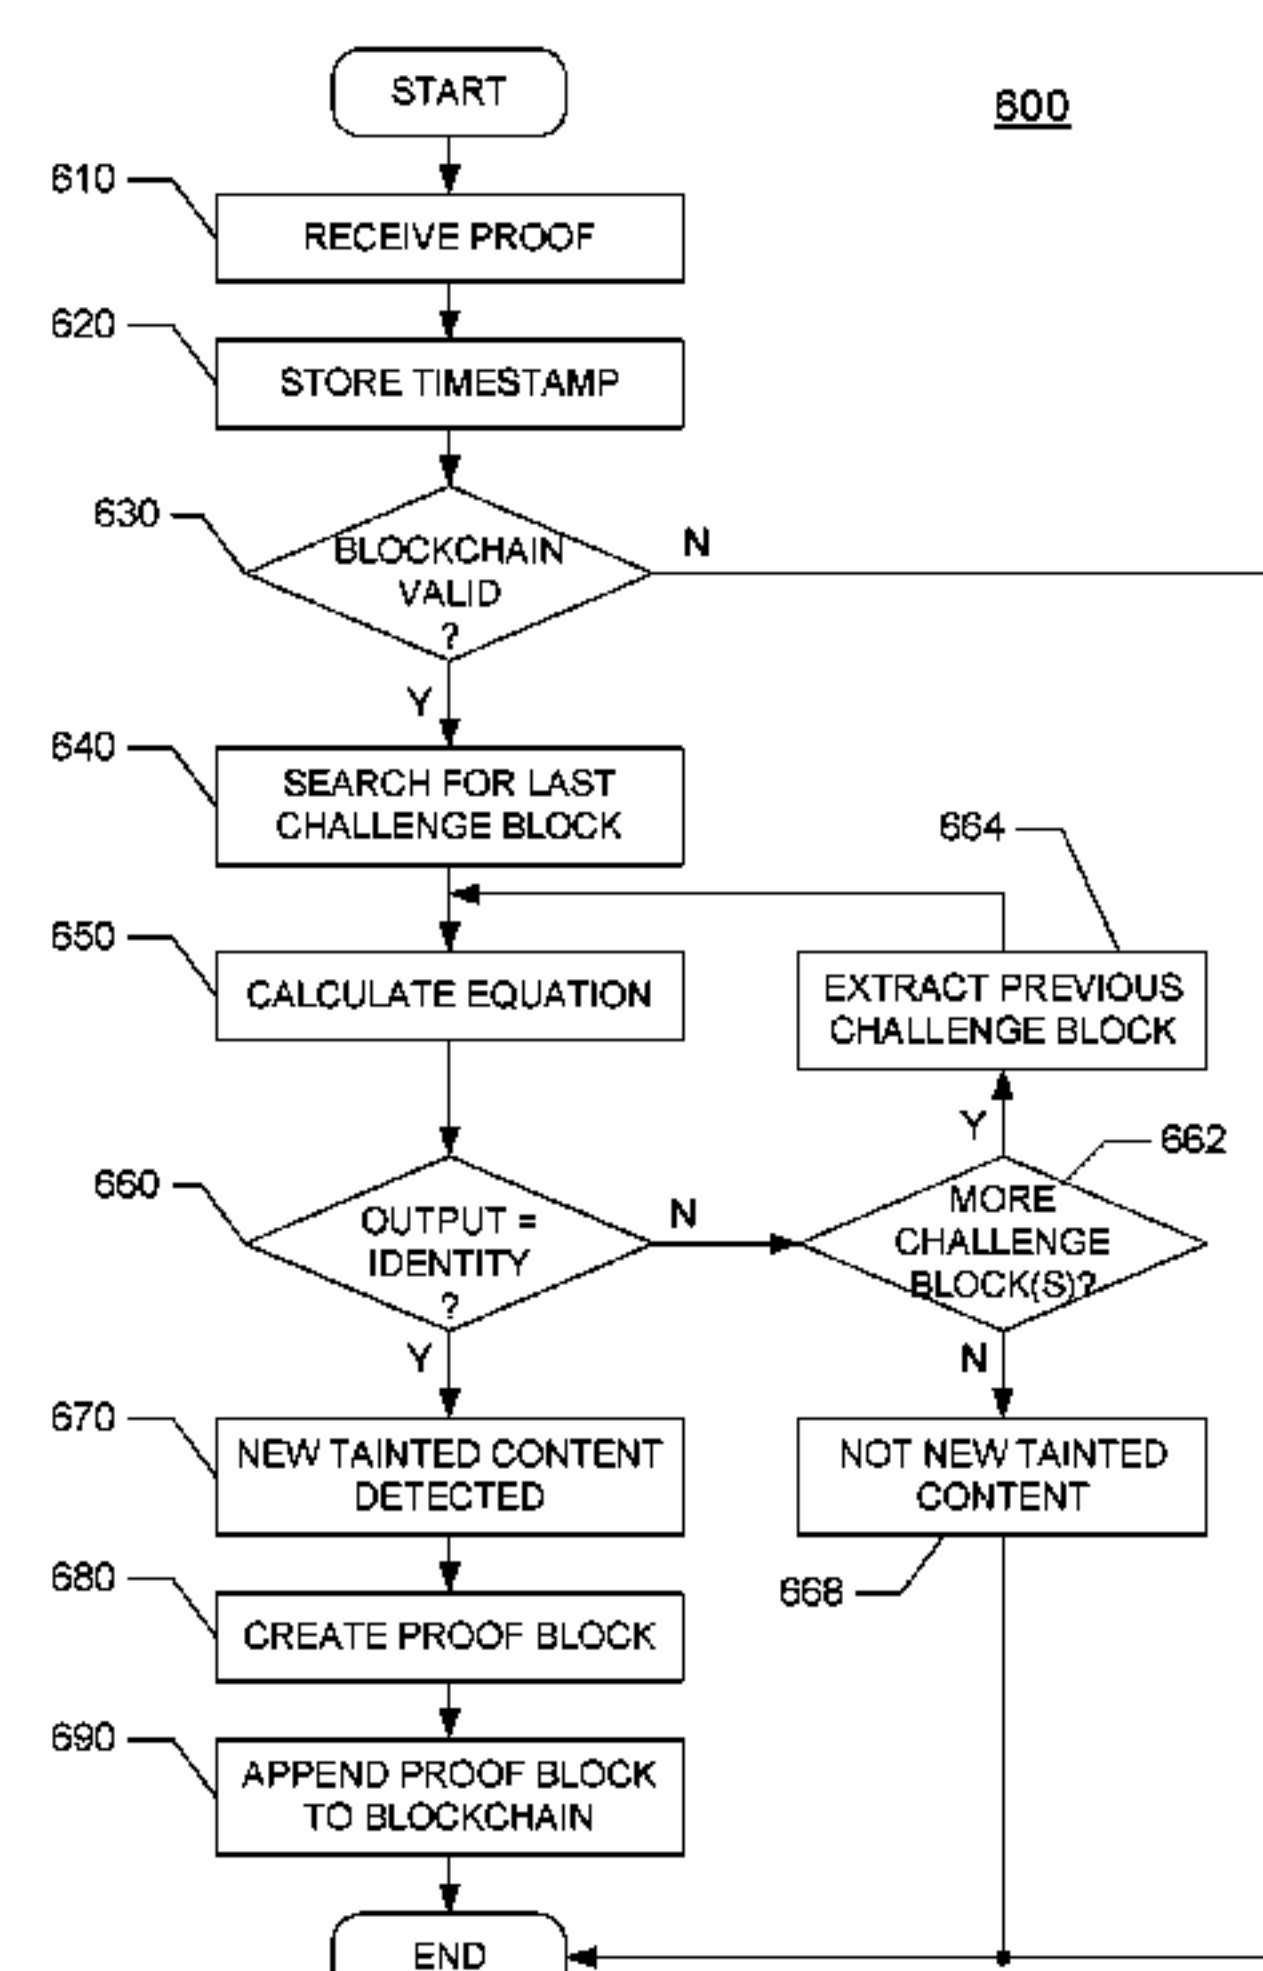 START
600
610
RECEIVE PROOF
620
STORE TIMESTAMP
630
BLOCKCHAIN
VALID
?
N
Y
640
SEARCH FOR LAST
CHALLENGE BLOCK
664
650
CALCULATE EQUATION
EXTRACT PREVIOUS
CHALLENGE BLOCK
Y
662
660
OUTPUT =
IDENTITY
?
N
MORE
CHALLENGE
BLOCK(S)?
Y
N
670
NEW TAINTED CONTENT
DETECTED
NOT NEW TAINTED
CONTENT
680
668
CREATE PROOF BLOCK
690
APPEND PROOF BLOCK
TO BLOCKCHAIN
END